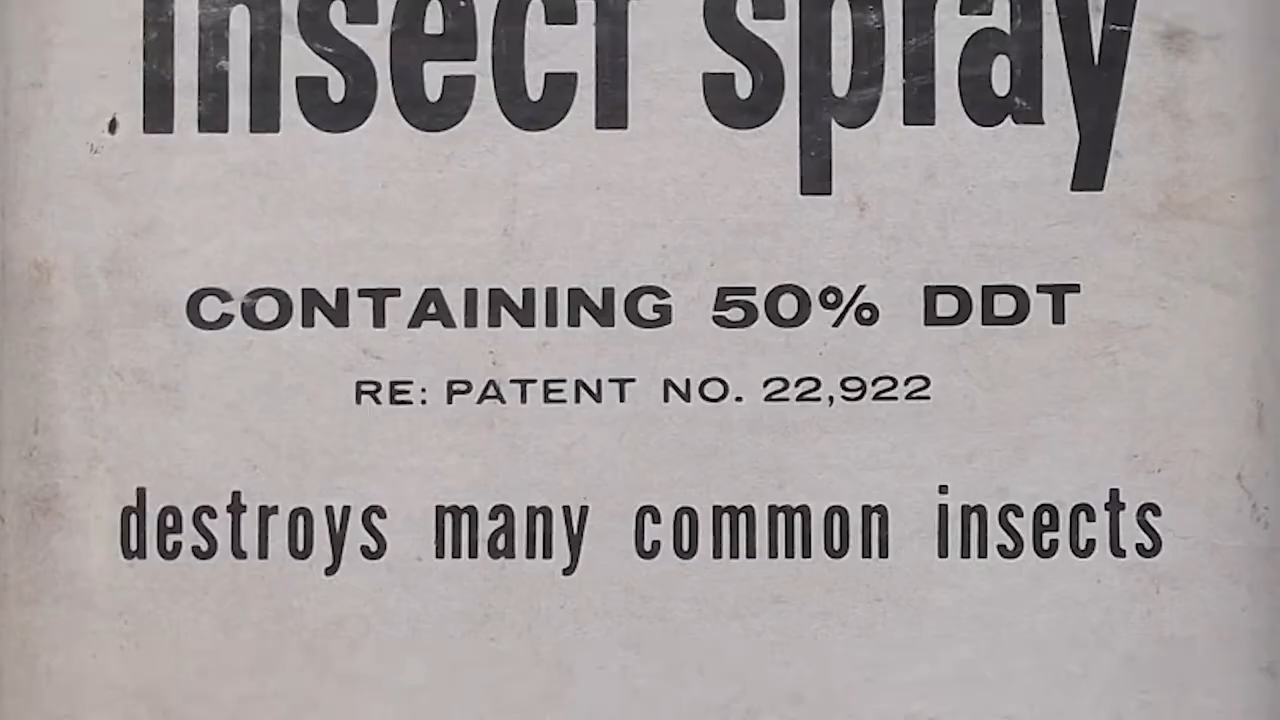 insect spray
CONTAINING 50% DDT
RE: PATENT NO. 22,922
destroys many common insects